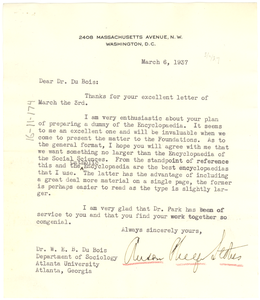 2408 MASSACHUSETTS AVENUE, N.W.
WASHINGTON, D.C.
March 6, 1937
Dear Dr. Du Bois:
Thanks for your excellent letter of
March the 3rd.
I am very enthusiastic about your plan
of preparing a dummy of the Encyclopaedia. It seems
to me an excellent one and will be invaluable when we
come to present the matter to the Foundations. As to
the general format, I hope you will agree with me that
we want something larger than the Encyclopaedia of
the Social Sciences. From the standpoint of reference
this and the Encyclopaedia are the best encyclopaedias
that I use. The latter has the advantage of including
a great deal more material on a single page, the former
is perhaps easier to read as the type is slightly lar-
ger.
I am very glad that Dr. Park has been of
service to you and that you find your work together so
congenial.
Always sincerely yours,
Anson Phelps Stokes
Dr. W. E. B. Du Bois
Department of Sociology
Atlanta University
Atlanta, Georgia